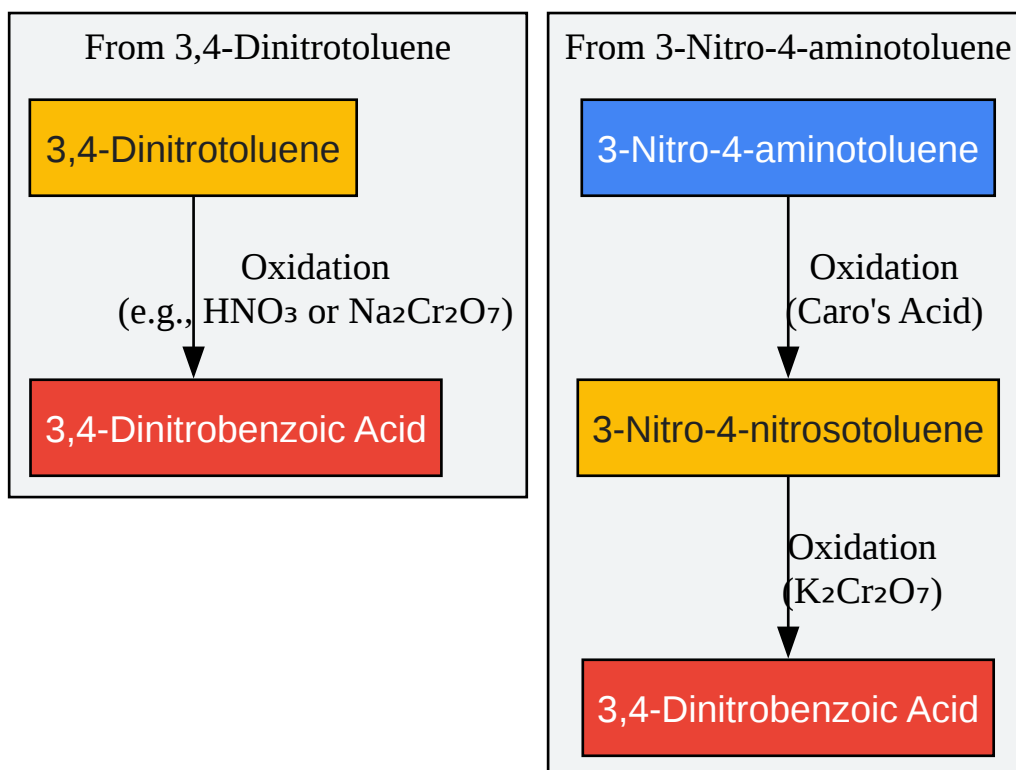 From 3,4-Dinitrotoluene
3,4-Dinitrotoluene
Oxidation
(e.g., HNO₃ or Na₂Cr₂O₇)
3,4-Dinitrobenzoic Acid
From 3-Nitro-4-aminotoluene
3-Nitro-4-aminotoluene
Oxidation
(Caro's Acid)
3-Nitro-4-nitrosotoluene
Oxidation
(K₂Cr₂O₇)
3,4-Dinitrobenzoic Acid